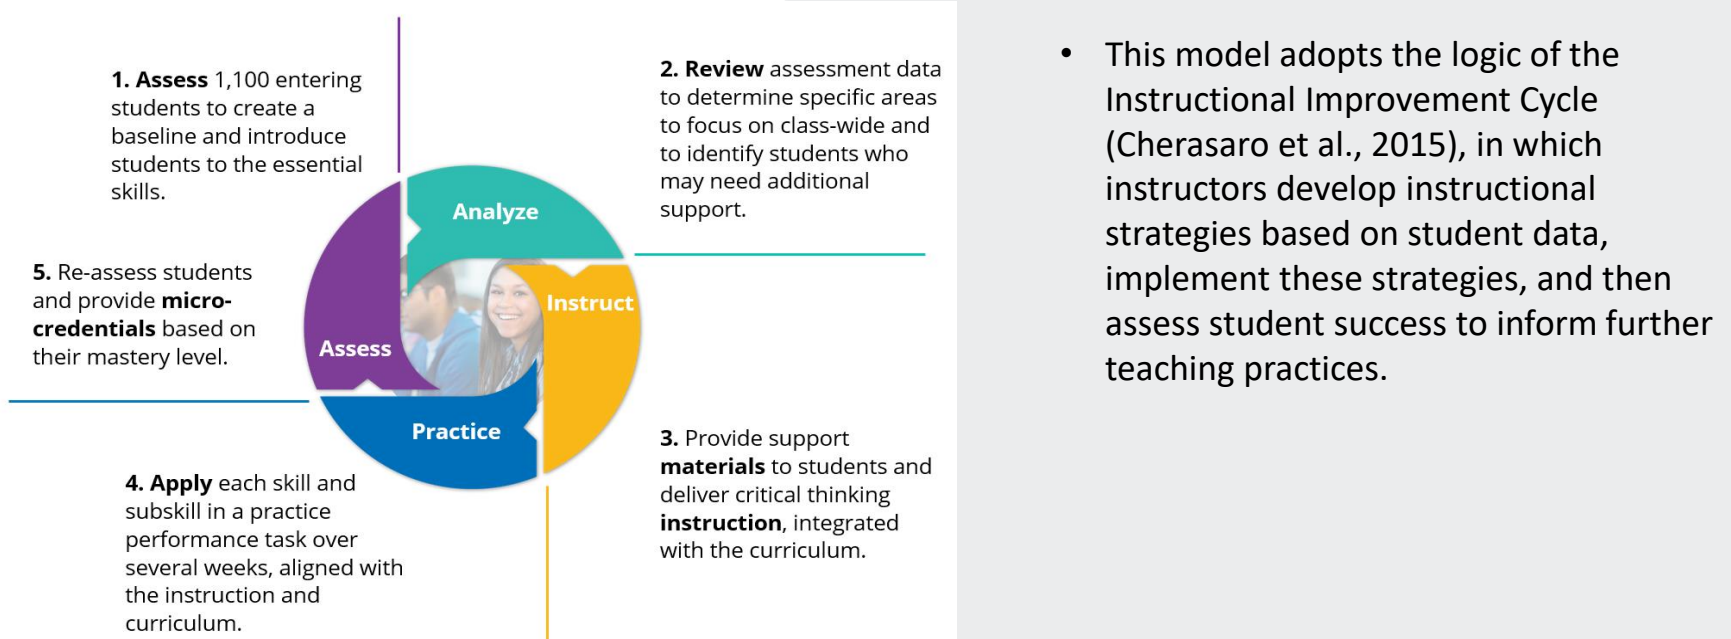 1. Assess 1,100 entering
students to create a
baseline and introduce
students to the essential
skills.
2. Review assessment data
to determine specific areas
to focus on class-wide and
to identify students who
may need additional
support.
Analyze
Instruct
Assess
Practice
5. Re-assess students
and provide micro-
credentials based on
their mastery level.
3. Provide support
materials to students and
deliver critical thinking
instruction, integrated
with the curriculum.
4. Apply each skill and
subskill in a practice
performance task over
several weeks, aligned with
the instruction and
curriculum.
• This model adopts the logic of the
Instructional Improvement Cycle
(Cherasaro et al., 2015), in which
instructors develop instructional
strategies based on student data,
implement these strategies, and then
assess student success to inform further
teaching practices.